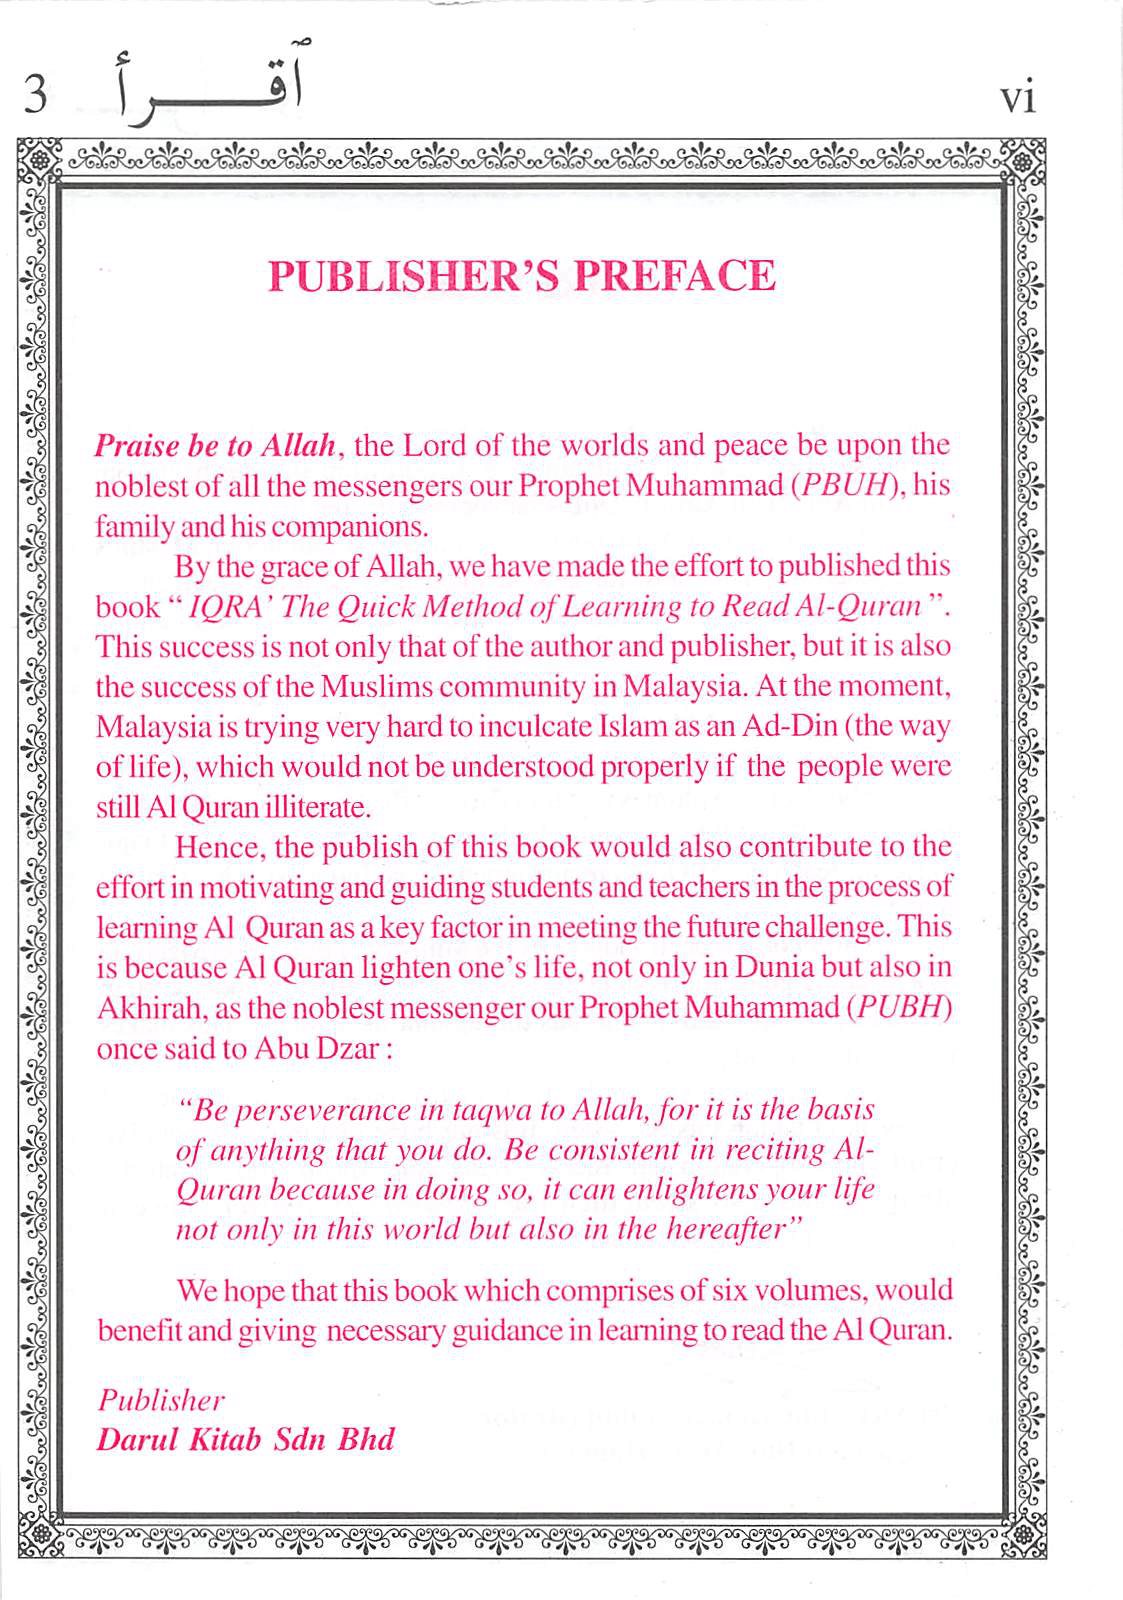 3 ٱقرأ vi
PUBLISHER’S PREFACE
Praise be to Allah, the Lord of the worlds and peace be upon the
noblest of all the messengers our Prophet Muhammad (PBUH), his
family and his companions.
By the grace of Allah, we have made the effort to published this
book “ IQRA’ The Quick Method of Learning to Read Al-Quran ”.
This success is not only that of the author and publisher, but it is also
the success of the Muslims community in Malaysia. At the moment,
Malaysia is trying very hard to inculcate Islam as an Ad-Din (the way
of life), which would not be understood properly if the people were
still Al Quran illiterate.
Hence, the publish of this book would also contribute to the
effort in motivating and guiding students and teachers in the process of
learning Al Quran as a key factor in meeting the future challenge. This
is because Al Quran lighten one’s life, not only in Dunia but also in
Akhirah, as the noblest messenger our Prophet Muhammad (PUBH)
once said to Abu Dzar :
“Be perseverance in taqwa to Allah, for it is the basis
of anything that you do. Be consistent in reciting Al-
Quran because in doing so, it can enlightens your life
not only in this world but also in the hereafter”
We hope that this book which comprises of six volumes, would
benefit and giving necessary guidance in learning to read the Al Quran.
Publisher
Darul Kitab Sdn Bhd